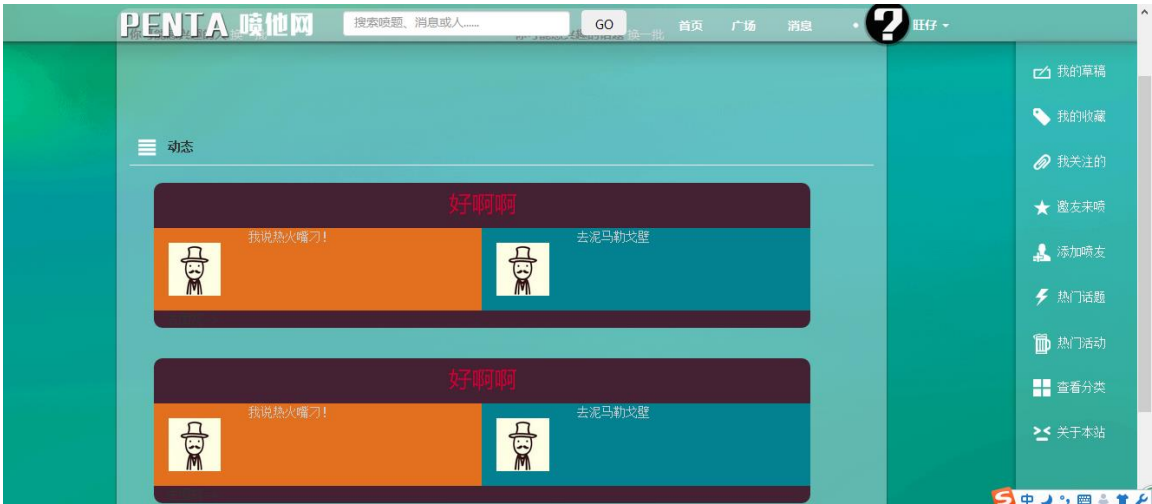 PENTA 喷他网
搜索喷题、消息或人......
GO
首页
广场
消息
旺仔
换一批
动态
好啊啊
我说热火嘴刁!
去泥马勒戈壁
好啊啊
我说热火嘴刁!
去泥马勒戈壁
我的草稿
我的收藏
我关注的
邀友来喷
添加喷友
热门话题
热门活动
查看分类
关于本站
中